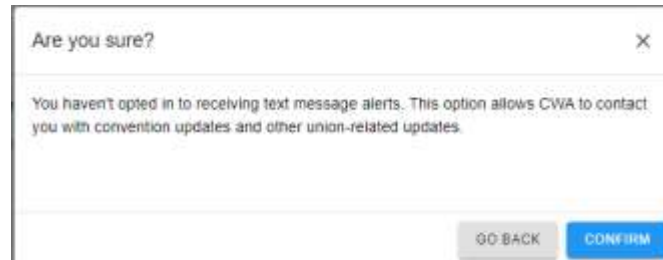 Are you sure?
You haven't opted in to receiving text message alerts. This option allows CWA to contact
you with convention updates and other union-related updates.
GO BACK
CONFIRM